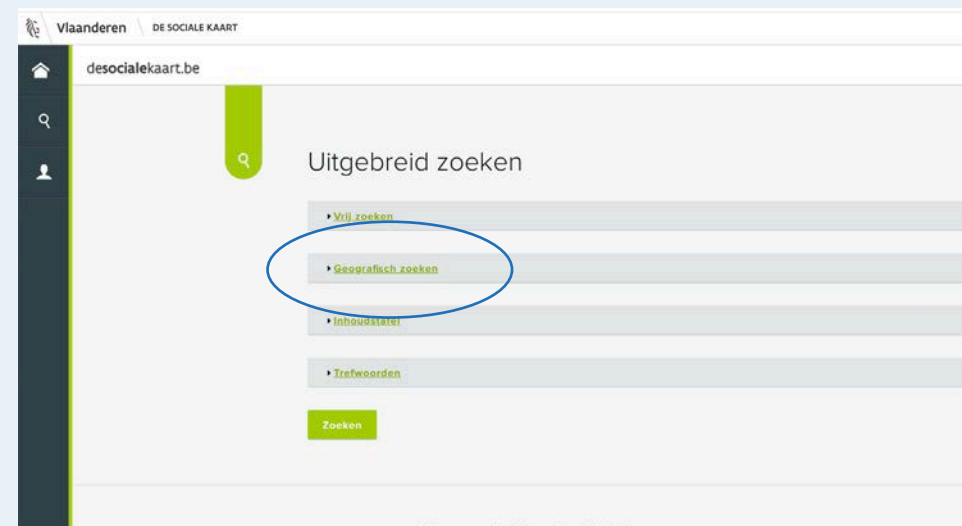 Vlaanderen DE SOCIALE KAART
desocialekaart.be
Uitgebreid zoeken
Vrij zoeken
Geografisch zoeken
Inhoudstafel
Trefwoorden
Zoeken